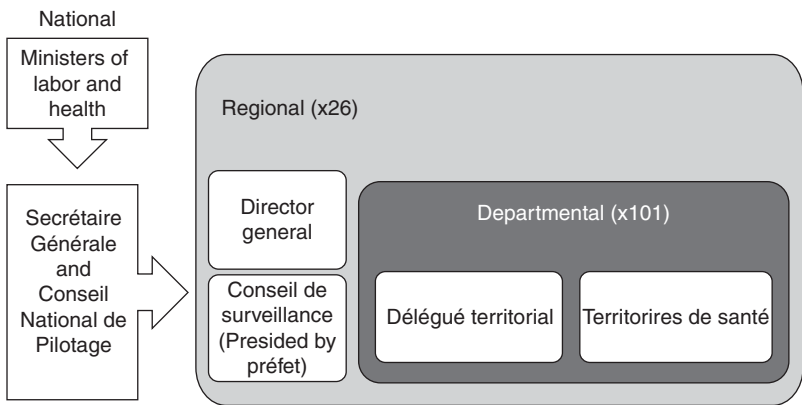 National
Ministers of
labor and
health
Secrétaire
Générale
and
Conseil
National de
Pilotage
Regional (x26)
Director
general
Conseil de
surveillance
(Presided by
préfet)
Departmental (x101)
Délégué territorial
Territorires de santé